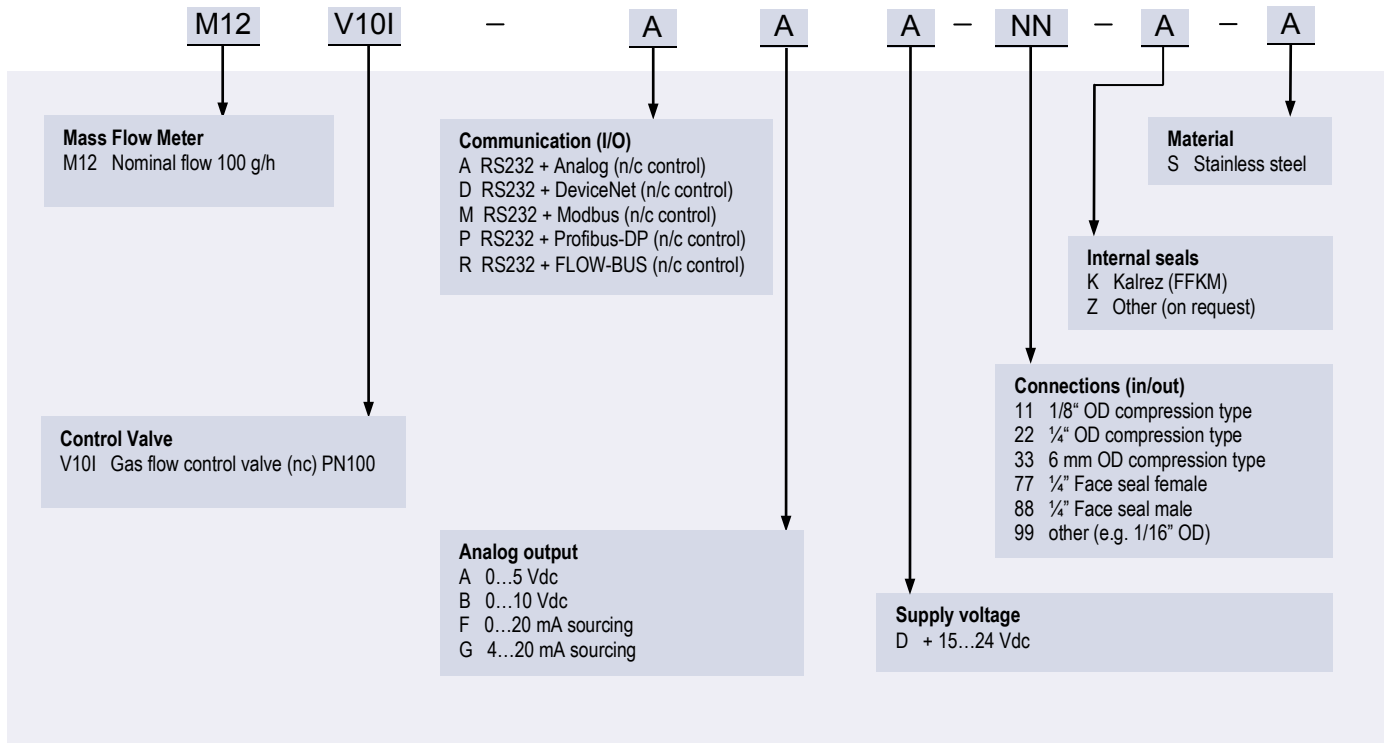 M12 V10I – A A A – NN – A – A
Mass Flow Meter
M12 Nominal flow 100 g/h
Communication (I/O)
A RS232 + Analog (n/c control)
D RS232 + DeviceNet (n/c control)
M RS232 + Modbus (n/c control)
P RS232 + Profibus-DP (n/c control)
R RS232 + FLOW-BUS (n/c control)
Material
S Stainless steel
Internal seals
K Kalrez (FFKM)
Z Other (on request)
Connections (in/out)
11 1/8“ OD compression type
22 ¼“ OD compression type
33 6 mm OD compression type
77 ¼” Face seal female
88 ¼” Face seal male
99 other (e.g. 1/16” OD)
Control Valve
V10I Gas flow control valve (nc) PN100
Analog output
A 0…5 Vdc
B 0…10 Vdc
F 0…20 mA sourcing
G 4…20 mA sourcing
Supply voltage
D + 15…24 Vdc